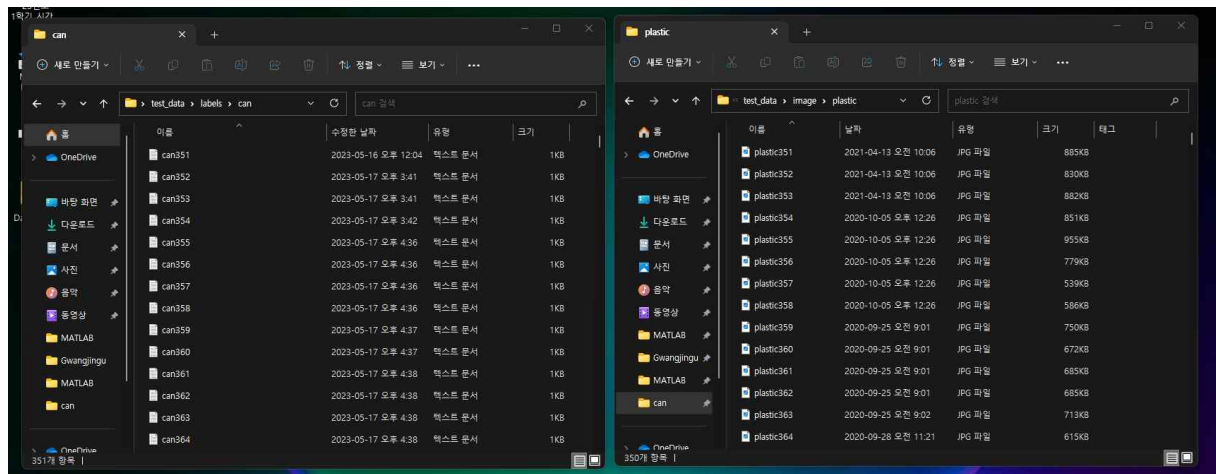 1학기 시간
can
새로 만들기
정렬
보기
test_data > labels > can
can 검색
이름
수정한 날짜
유형
크기
홈
OneDrive
바탕 화면
다운로드
문서
사진
음악
동영상
MATLAB
Gwangjingu
MATLAB
can
OneDrive
can351 2023-05-16 오후 12:04 텍스트 문서 1KB
can352 2023-05-17 오후 3:41 텍스트 문서 1KB
can353 2023-05-17 오후 3:41 텍스트 문서 1KB
can354 2023-05-17 오후 3:42 텍스트 문서 1KB
can355 2023-05-17 오후 4:36 텍스트 문서 1KB
can356 2023-05-17 오후 4:36 텍스트 문서 1KB
can357 2023-05-17 오후 4:36 텍스트 문서 1KB
can358 2023-05-17 오후 4:36 텍스트 문서 1KB
can359 2023-05-17 오후 4:37 텍스트 문서 1KB
can360 2023-05-17 오후 4:37 텍스트 문서 1KB
can361 2023-05-17 오후 4:38 텍스트 문서 1KB
can362 2023-05-17 오후 4:38 텍스트 문서 1KB
can363 2023-05-17 오후 4:38 텍스트 문서 1KB
can364 2023-05-17 오후 4:38 텍스트 문서 1KB
351개 항목
plastic
새로 만들기
정렬
보기
test_data > image > plastic
plastic 검색
이름
날짜
유형
크기
태그
홈
OneDrive
바탕 화면
다운로드
문서
사진
음악
동영상
MATLAB
Gwangjingu
MATLAB
can
OneDrive
plastic351 2021-04-13 오전 10:06 JPG 파일 885KB
plastic352 2021-04-13 오전 10:06 JPG 파일 830KB
plastic353 2021-04-13 오전 10:06 JPG 파일 882KB
plastic354 2020-10-05 오후 12:26 JPG 파일 851KB
plastic355 2020-10-05 오후 12:26 JPG 파일 955KB
plastic356 2020-10-05 오후 12:26 JPG 파일 779KB
plastic357 2020-10-05 오후 12:26 JPG 파일 539KB
plastic358 2020-10-05 오후 12:26 JPG 파일 586KB
plastic359 2020-09-25 오전 9:01 JPG 파일 750KB
plastic360 2020-09-25 오전 9:01 JPG 파일 672KB
plastic361 2020-09-25 오전 9:01 JPG 파일 685KB
plastic362 2020-09-25 오전 9:01 JPG 파일 685KB
plastic363 2020-09-25 오전 9:02 JPG 파일 713KB
plastic364 2020-09-28 오전 11:21 JPG 파일 615KB
350개 항목